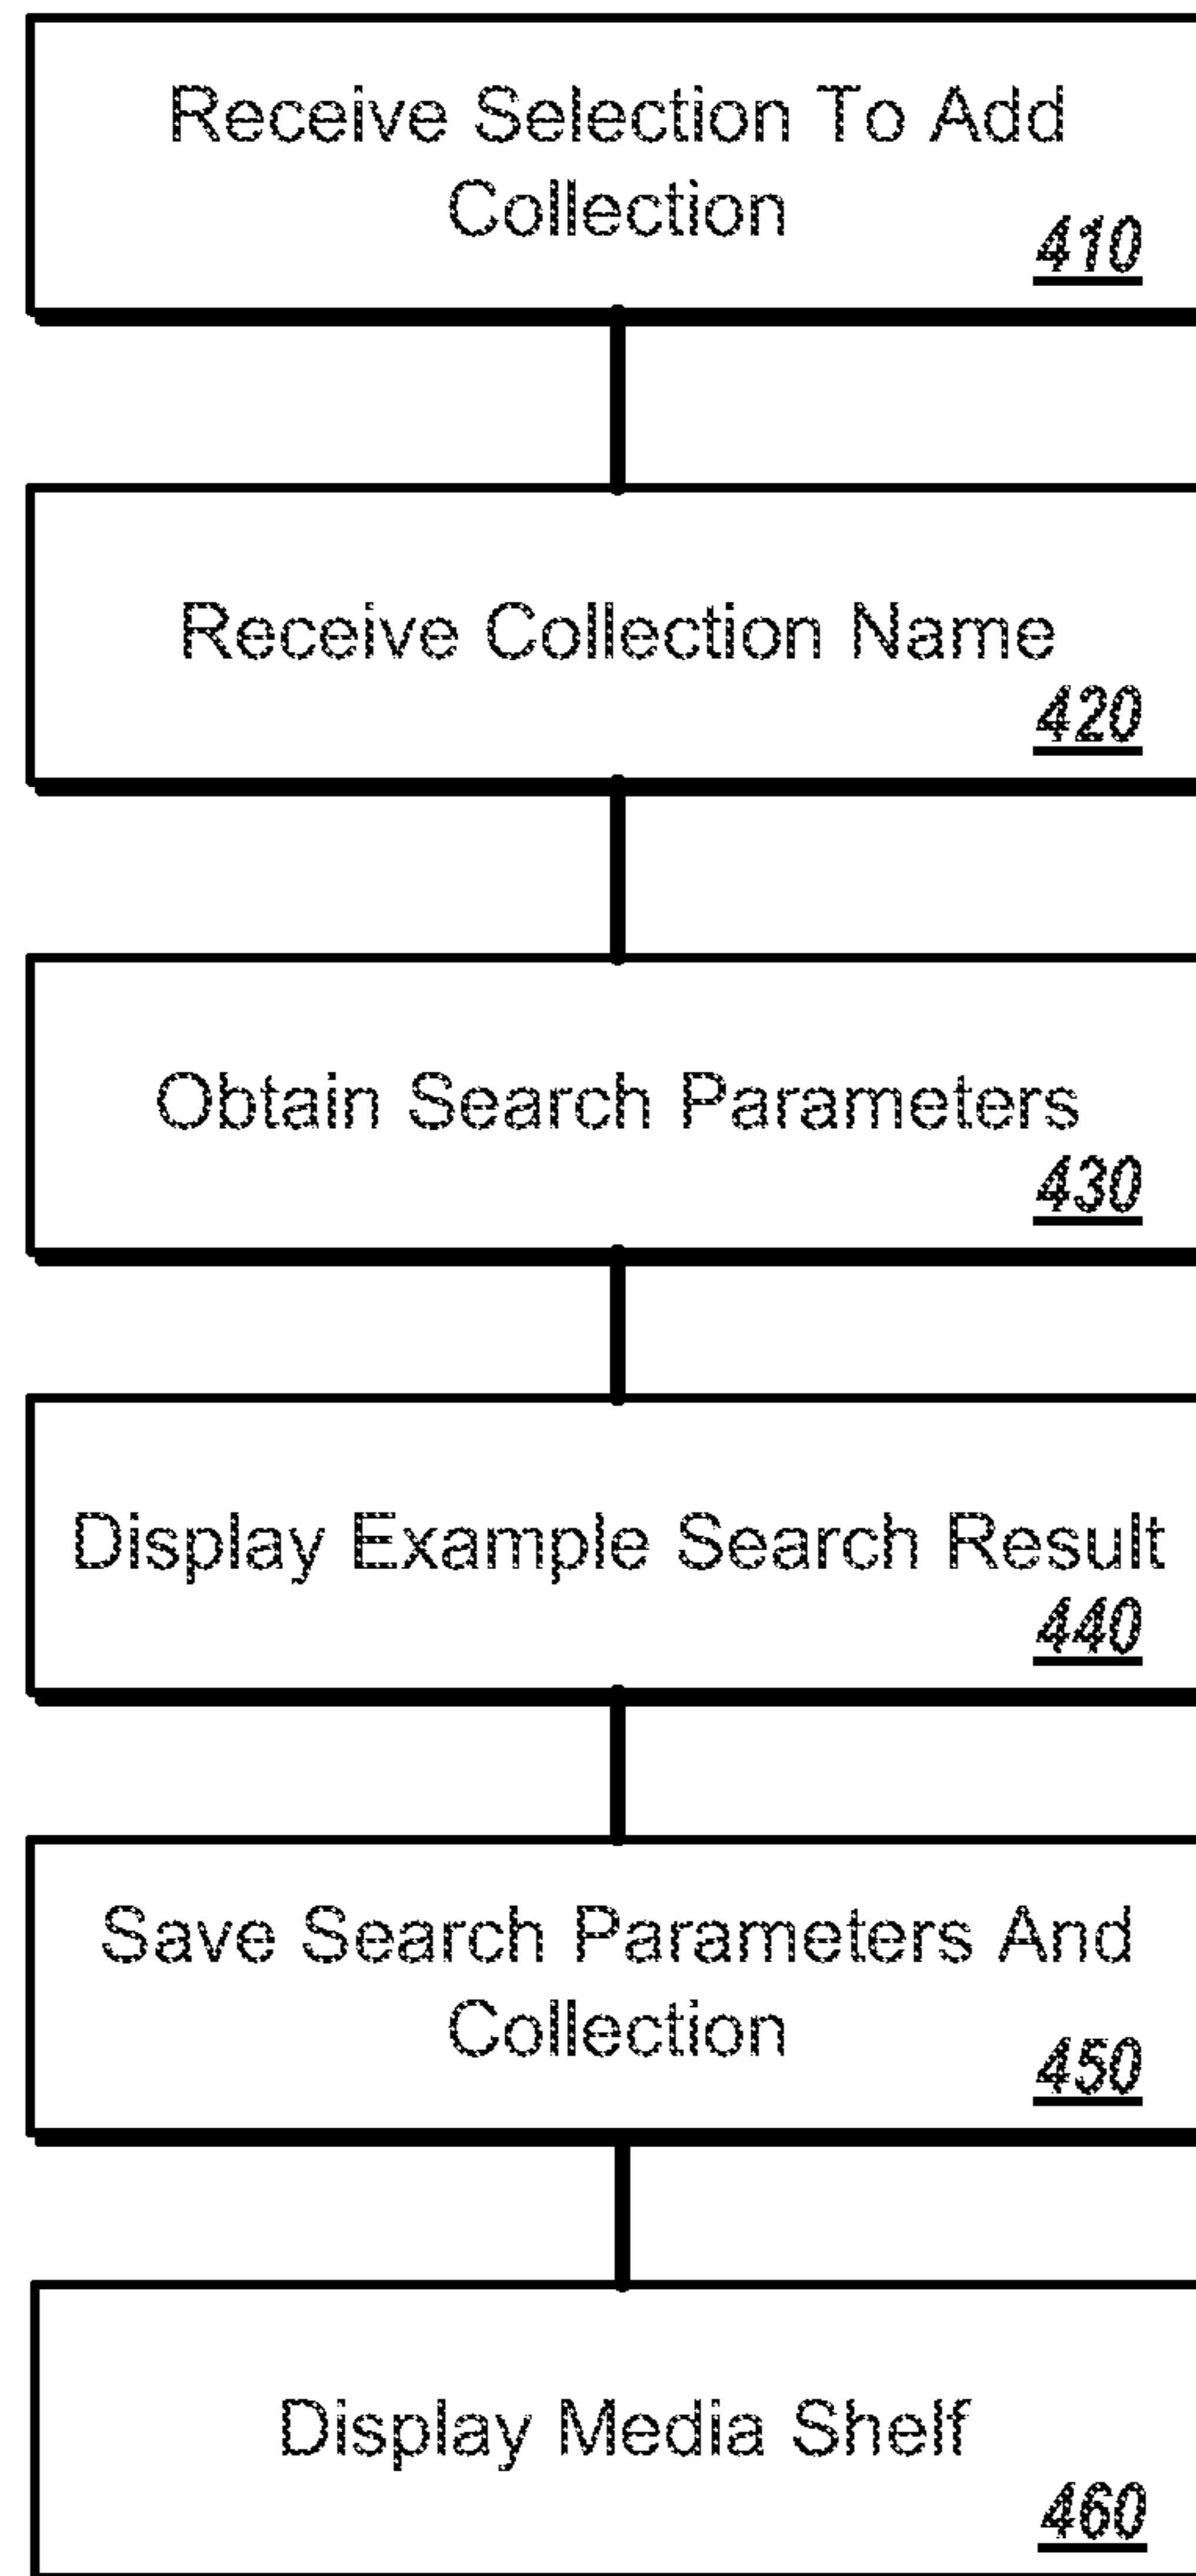 Receive Selection To Add
Collection
410
Receive Collection Name
420
Obtain Search Parameters
430
Display Example Search Result
440
Save Search Parameters And
Collection
450
Display Media Shelf
460